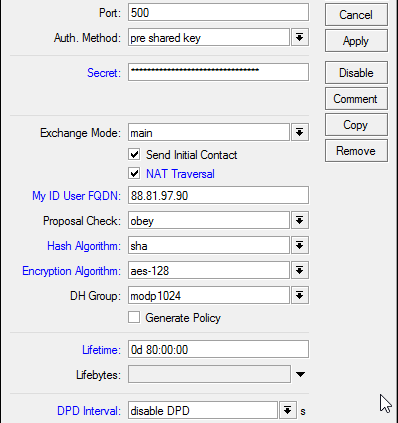 Port: 500 Cancel
Auth. Method: pre shared key Apply
Secret: ******************************** Disable
Comment
Copy
Exchange Mode: main
Remove
Send Initial Contact
NAT Traversal
My ID User FQDN: 88.81.97.90
Proposal Check: obey
Hash Algorithm: sha
Encryption Algorithm: aes-128
DH Group: modp1024
Generate Policy
Lifetime: 0d 80:00:00
Lifebytes:
DPD Interval: disable DPD s